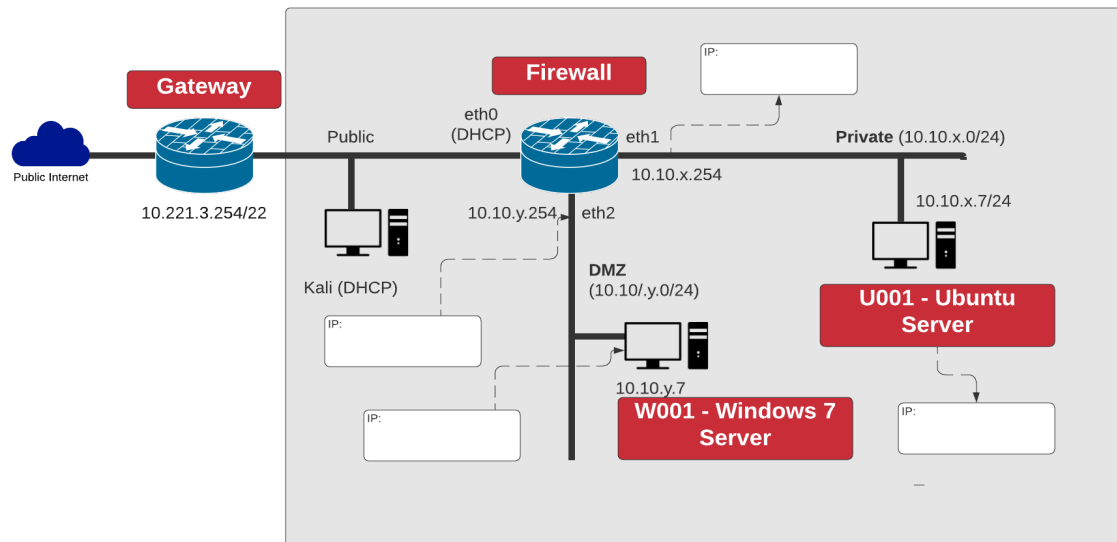 IP:
Firewall
Gateway
eth0
(DHCP)
Public
eth1
Private (10.10.x.0/24)
Public Internet
10.10.x.254
10.221.3.254/22
10.10.y.254
eth2
10.10.x.7/24
DMZ
(10.10/.y.0/24)
Kali (DHCP)
U001 - Ubuntu
Server
IP:
10.10.y.7
W001 - Windows 7
Server
IP:
IP: